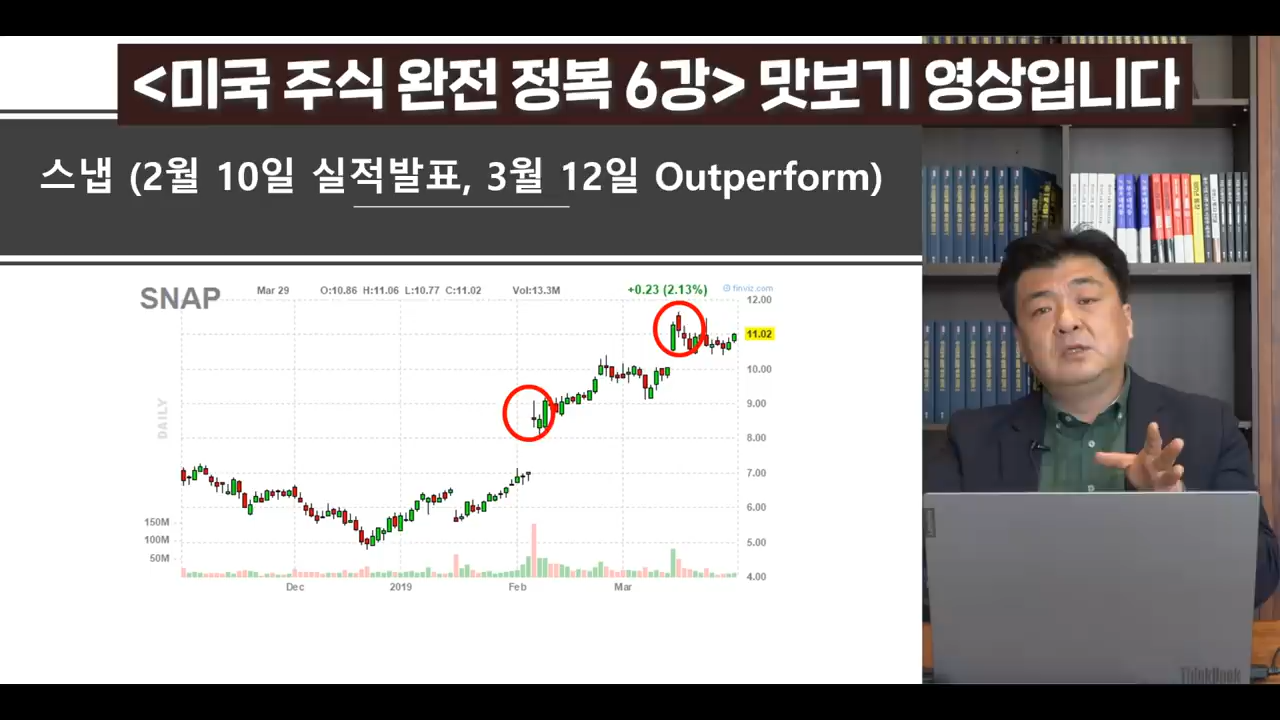 <미국 주식 완전 정복 6강> 맛보기 영상입니다
스냅 (2월 10일 실적발표, 3월 12일 Outperform)
SNAP
Mar 29 O:10.86 H:11.06 L:10.77 C:11.02 Vol:13.3M +0.23 (2.13%) finviz.com
12.00
11.02
10.00
9.00
8.00
7.00
6.00
5.00
4.00
DAILY
150M
100M
50M
Dec 2019 Feb Mar
Lenovo
ThinkBook